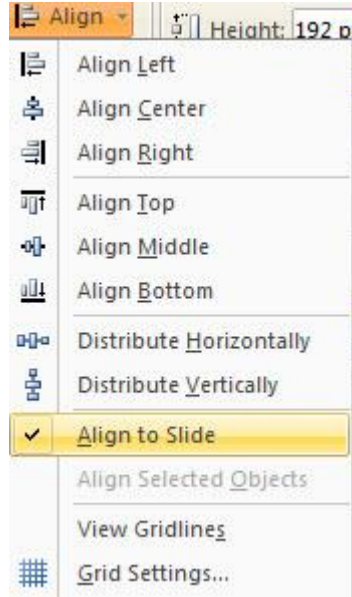 Align
Height: 192 p
Align Left
Align Center
Align Right
Align Top
Align Middle
Align Bottom
Distribute Horizontally
Distribute Vertically
Align to Slide
Align Selected Objects
View Gridlines
Grid Settings...